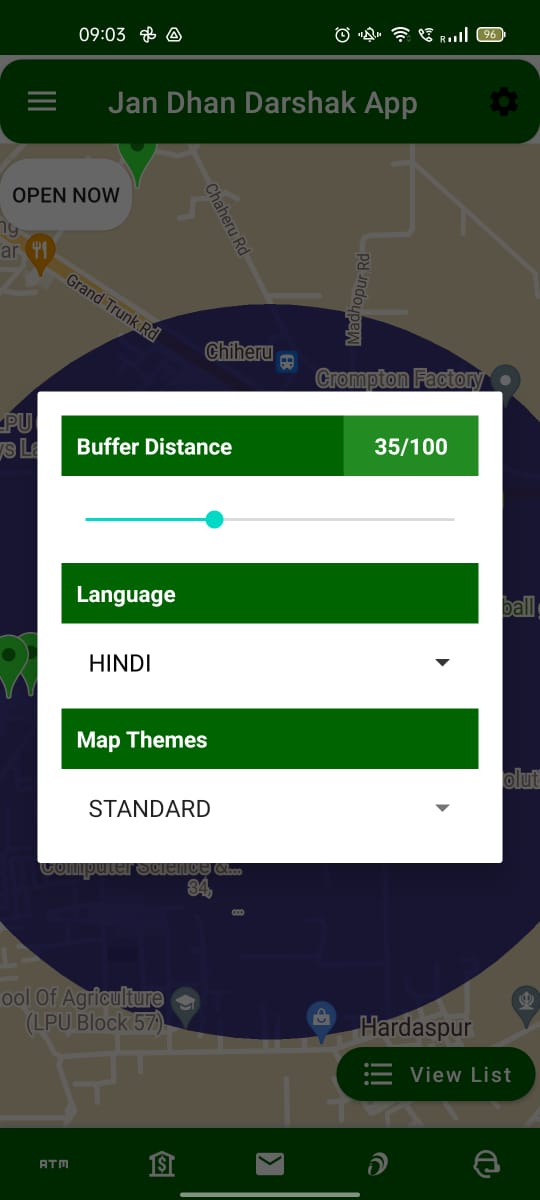 09:03
R
96
Jan Dhan Darshak App
OPEN NOW
ar
Chaheru Rd
Grand Trunk Rd
Madhopur Rd
Chiheru
Crompton Factory
LPU
Buffer Distance
35/100
Language
ball
HINDI
Map Themes
STANDARD
Computer Science &...
34,
...
ool Of Agriculture
(LPU Block 57)
Hardaspur
View List
ATM